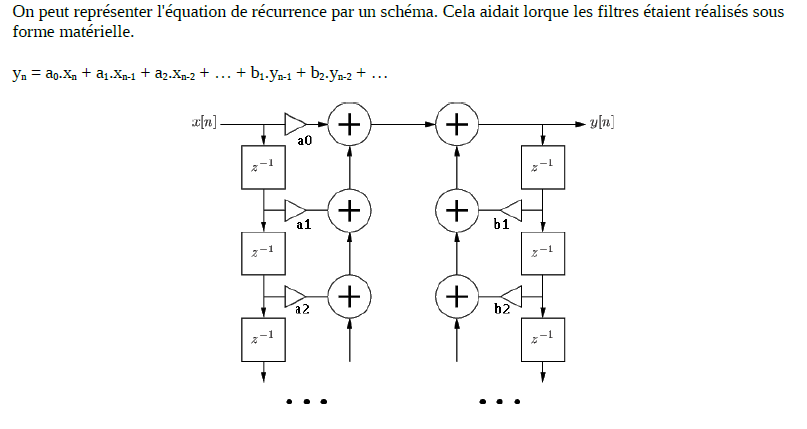 On peut représenter l'équation de récurrence par un schéma. Cela aidait lorque les filtres étaient réalisés sous
forme matérielle.
yₙ = a₀.xₙ + a₁.xₙ₋₁ + a₂.xₙ₋₂ + … + b₁.yₙ₋₁ + b₂.yₙ₋₂ + …
x[n] a0 + + y[n]
z⁻¹ z⁻¹
a1 + + b1
z⁻¹ z⁻¹
a2 + + b2
z⁻¹ z⁻¹
... ...